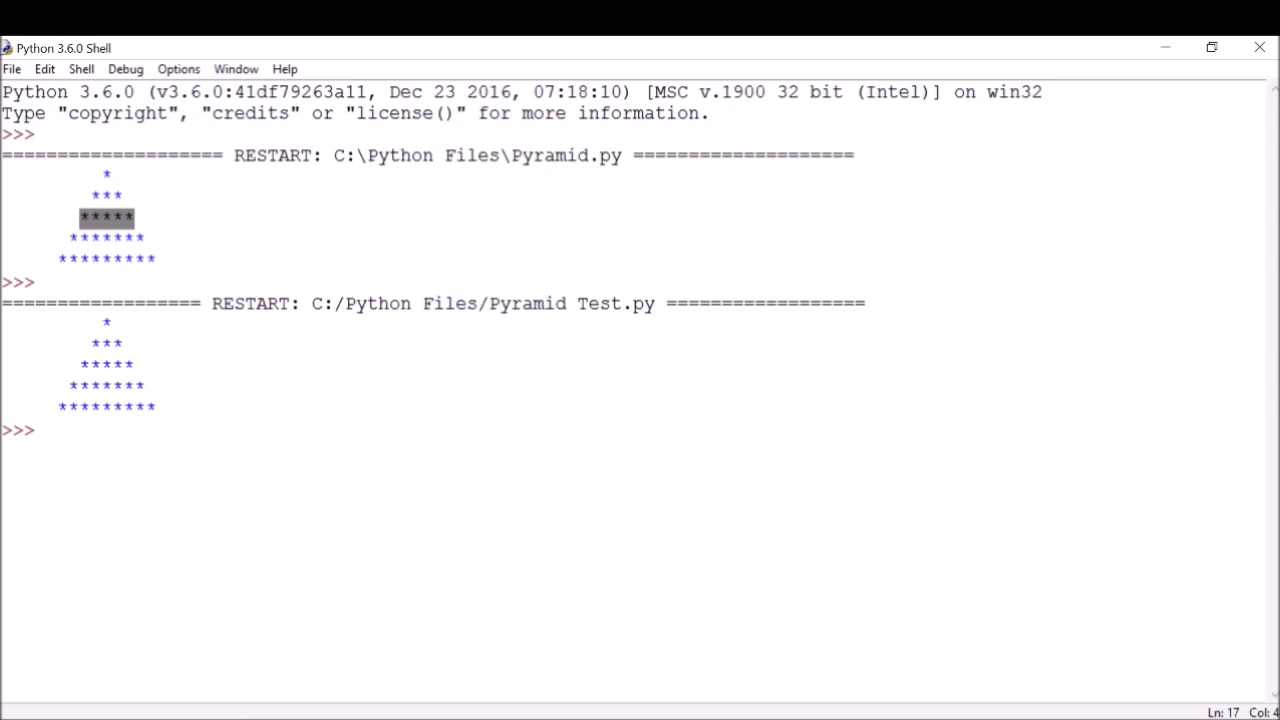 Python 3.6.0 Shell
File Edit Shell Debug Options Window Help
Python 3.6.0 (v3.6.0:41df79263a11, Dec 23 2016, 07:18:10) [MSC v.1900 32 bit (Intel)] on win32
Type "copyright", "credits" or "license()" for more information.
>>>
==================== RESTART: C:\Python Files\Pyramid.py ====================
*
***
*****
*******
*********
>>>
================== RESTART: C:/Python Files/Pyramid Test.py ==================
*
***
*****
*******
*********
>>>
Ln: 17 Col: 4